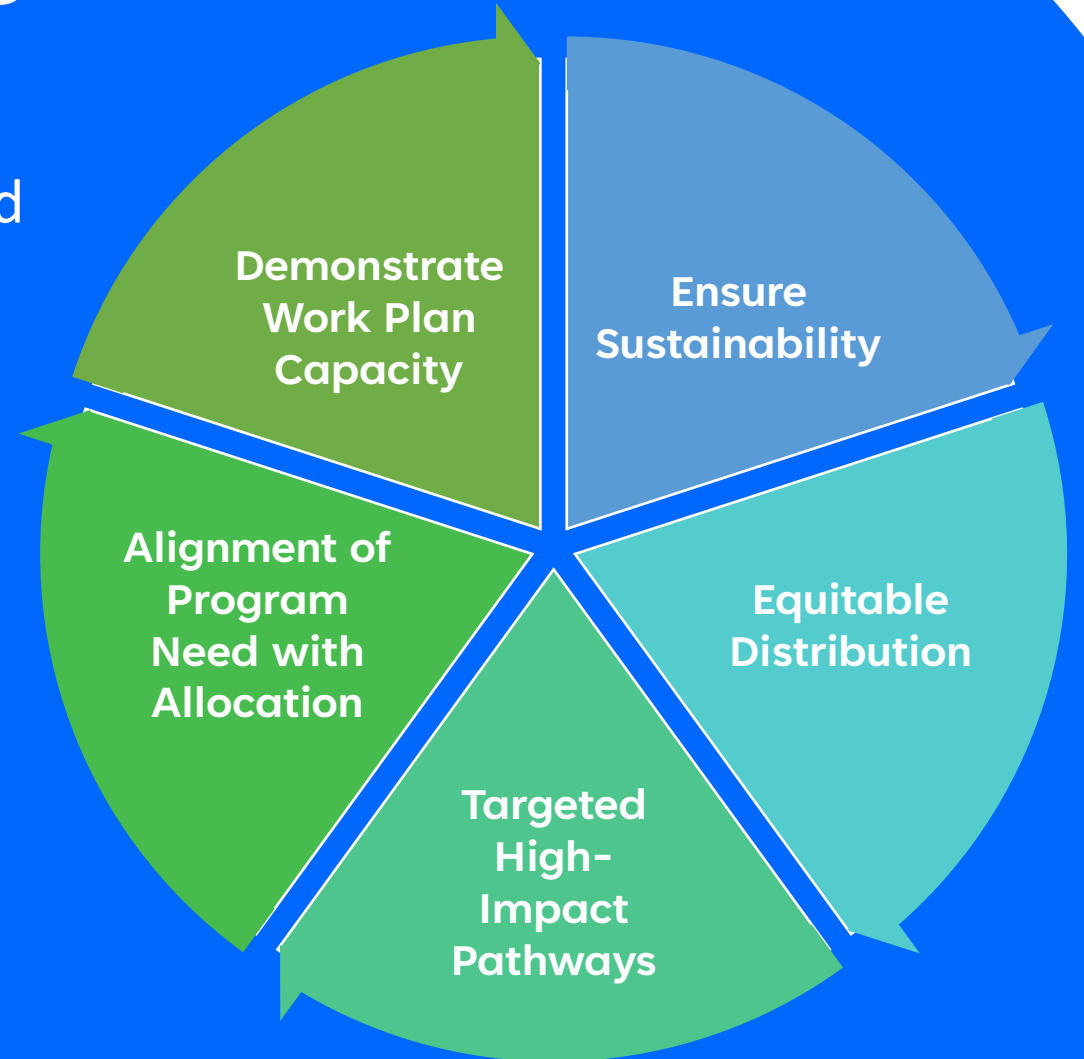 d
Demonstrate
Work Plan
Capacity
Ensure
Sustainability
Equitable
Distribution
Targeted
High-
Impact
Pathways
Alignment of
Program
Need with
Allocation